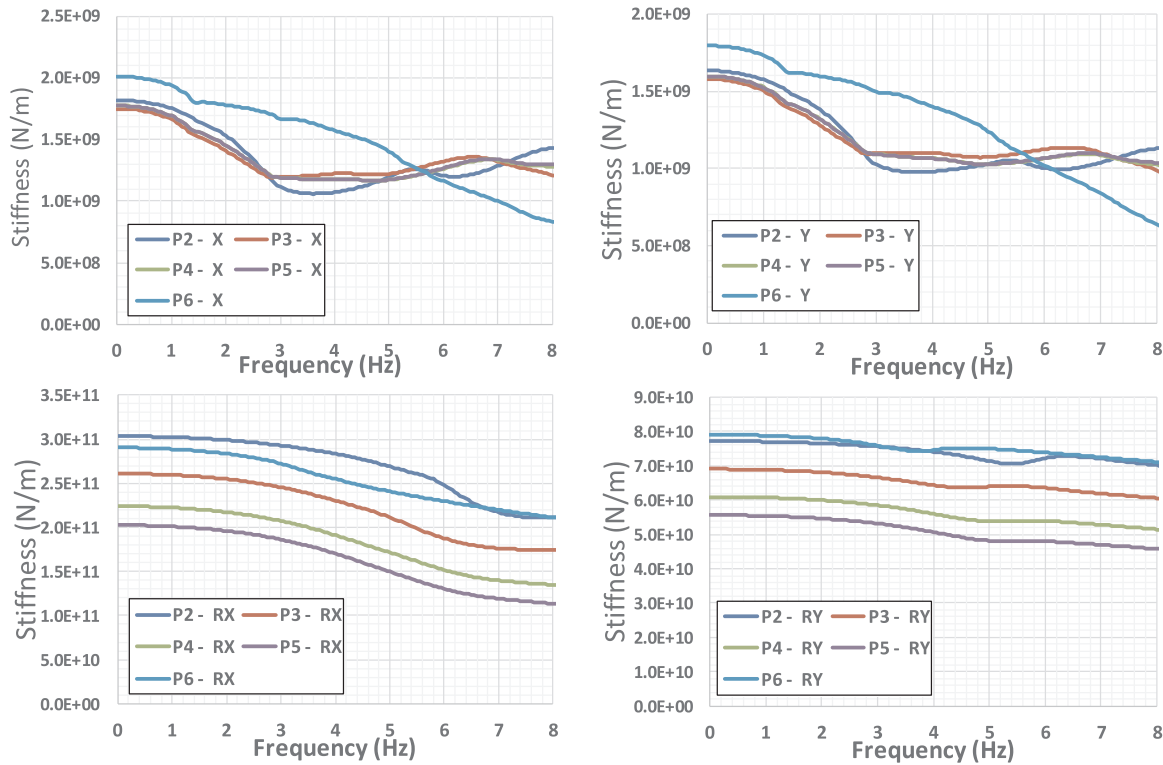 Stiffness (N/m)
2.5E+09
2.0E+09
1.5E+09
1.0E+09
5.0E+08
0.0E+00
P2 - X P3 - X
P4 - X P5 - X
P6 - X
0 1 2 3 4 5 6 7 8
Frequency (Hz)
Stiffness (N/m)
2.0E+09
1.5E+09
1.0E+09
5.0E+08
0.0E+00
P2 - Y P3 - Y
P4 - Y P5 - Y
P6 - Y
0 1 2 3 4 5 6 7 8
Frequency (Hz)
Stiffness (N/m)
3.5E+11
3.0E+11
2.5E+11
2.0E+11
1.5E+11
1.0E+11
5.0E+10
0.0E+00
P2 - RX P3 - RX
P4 - RX P5 - RX
P6 - RX
0 1 2 3 4 5 6 7 8
Frequency (Hz)
Stiffness (N/m)
9.0E+10
8.0E+10
7.0E+10
6.0E+10
5.0E+10
4.0E+10
3.0E+10
2.0E+10
1.0E+10
0.0E+00
P2 - RY P3 - RY
P4 - RY P5 - RY
P6 - RY
0 1 2 3 4 5 6 7 8
Frequency (Hz)